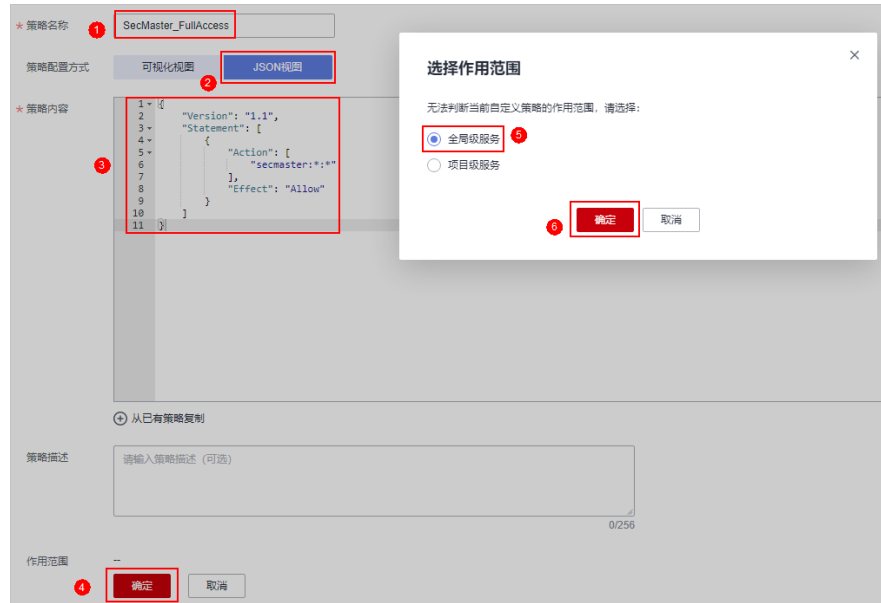 * 策略名称 1 SecMaster_FullAccess
策略配置方式 可视化视图 2 JSON视图
* 策略内容
3
1 {
2 "Version": "1.1",
3 "Statement": [
4 {
5 "Action": [
6 "secmaster:*:*"
7 ],
8 "Effect": "Allow"
9 }
10 ]
11 }
从已有策略复制
策略描述 请输入策略描述（可选）
0/256
作用范围 --
4 确定 取消
选择作用范围 ×
无法判断当前自定义策略的作用范围，请选择：
全局级服务 5
项目级服务
6 确定 取消